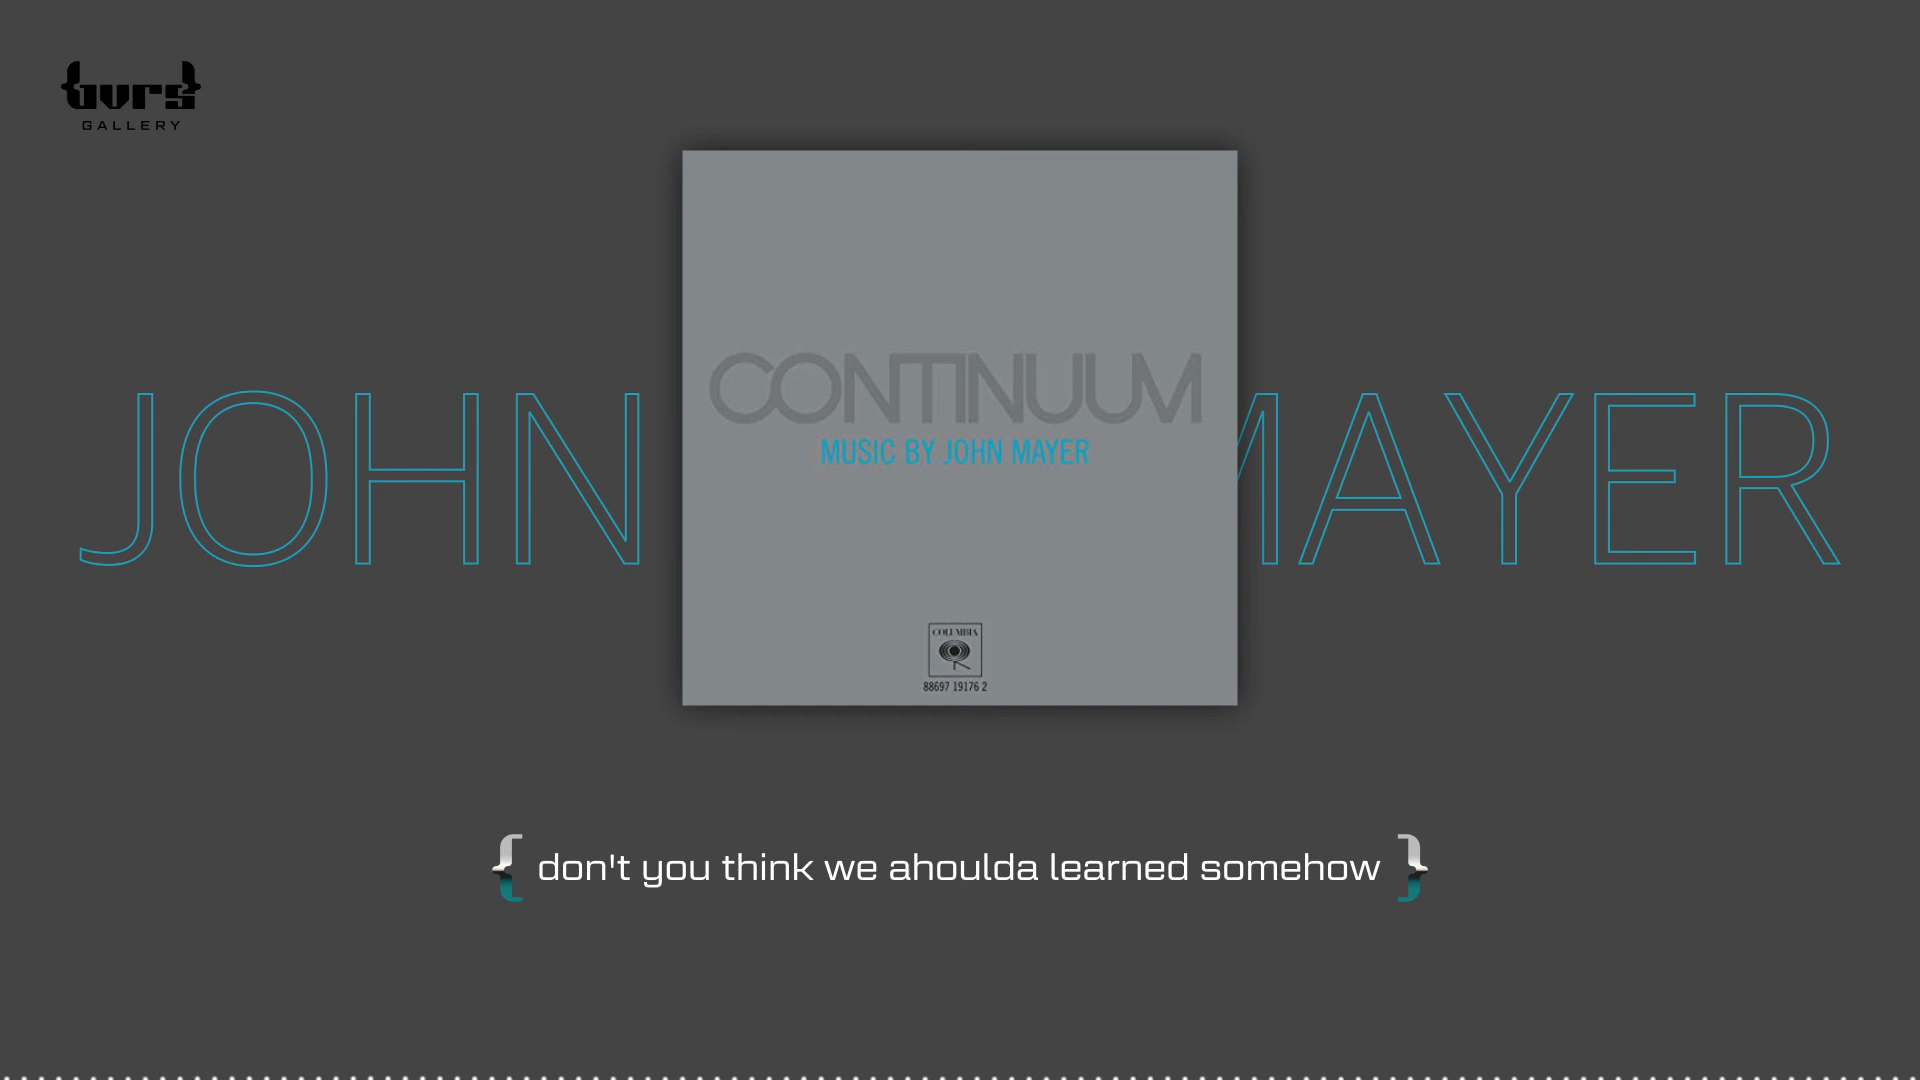 {bvrs}
GALLERY
CONTINUUM
MUSIC BY JOHN MAYER
JOHN MAYER
COLUMBIA
88697 19176 2
{ don't you think we ahoulda learned somehow }